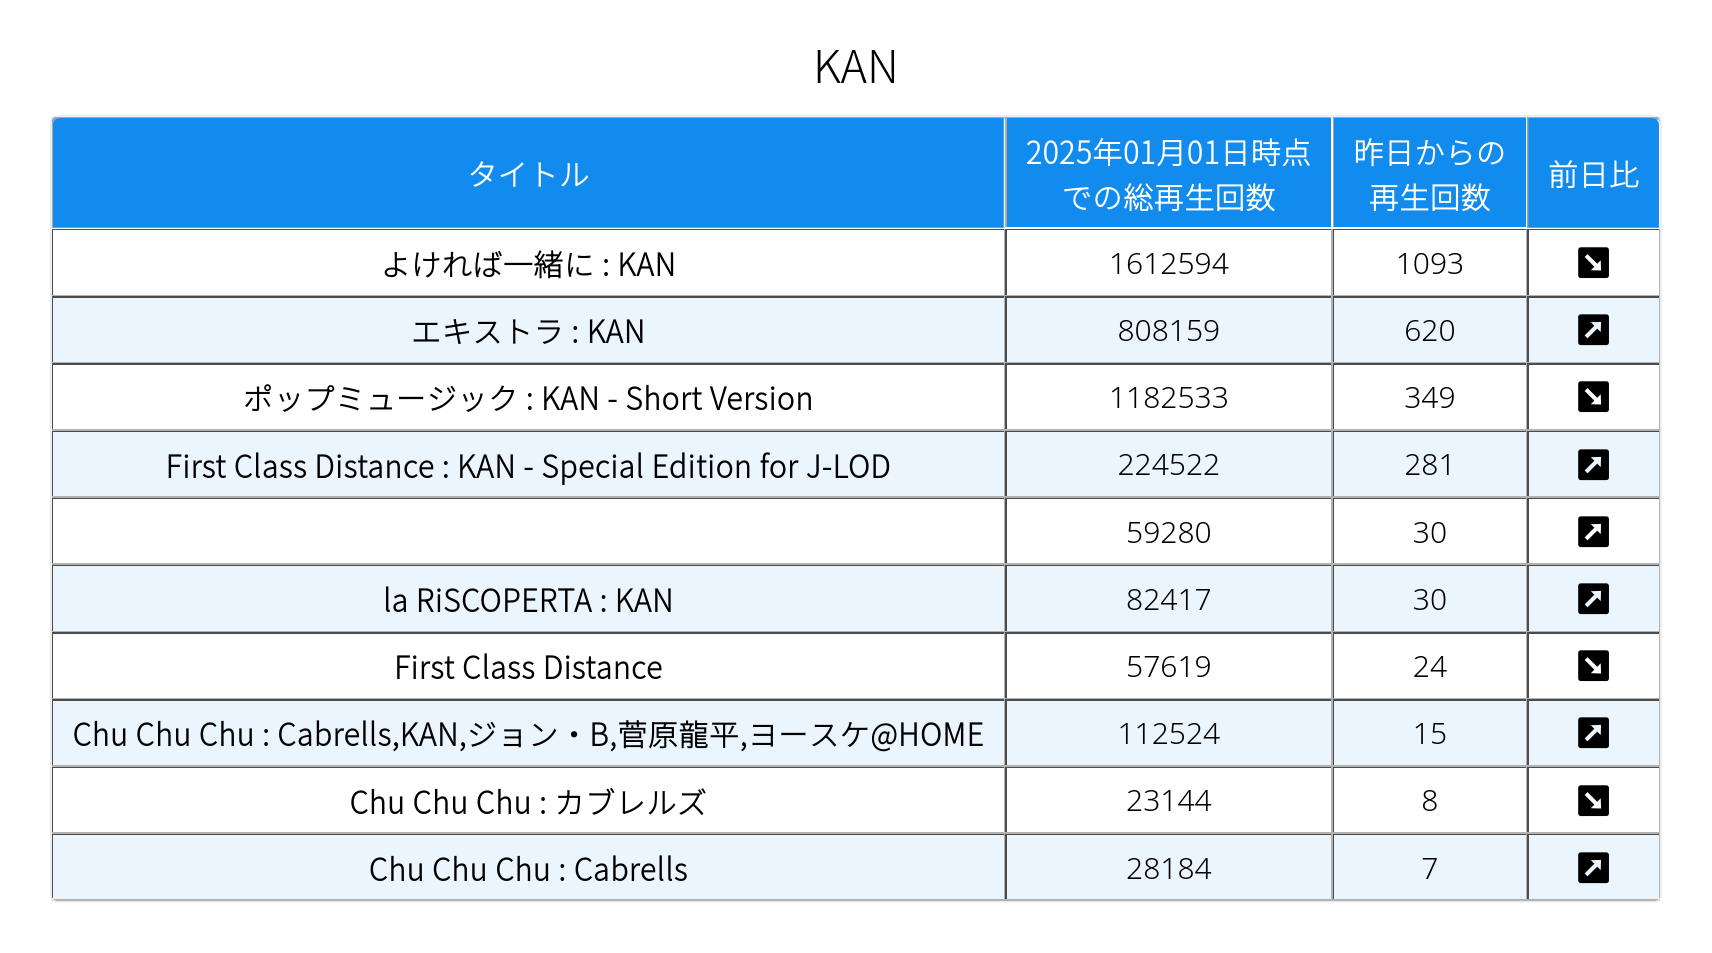 KAN
タイトル
2025年01月01日時点
での総再生回数
昨日からの
再生回数
前日比
よければ一緒に : KAN 1612594 1093 ↘
エキストラ : KAN 808159 620 ↗
ポップミュージック : KAN - Short Version 1182533 349 ↘
First Class Distance : KAN - Special Edition for J-LOD 224522 281 ↗
59280 30 ↗
la RiSCOPERTA : KAN 82417 30 ↗
First Class Distance 57619 24 ↘
Chu Chu Chu : Cabrells,KAN,ジョン・B,菅原龍平,ヨースケ@HOME 112524 15 ↗
Chu Chu Chu : カブレルズ 23144 8 ↘
Chu Chu Chu : Cabrells 28184 7 ↗